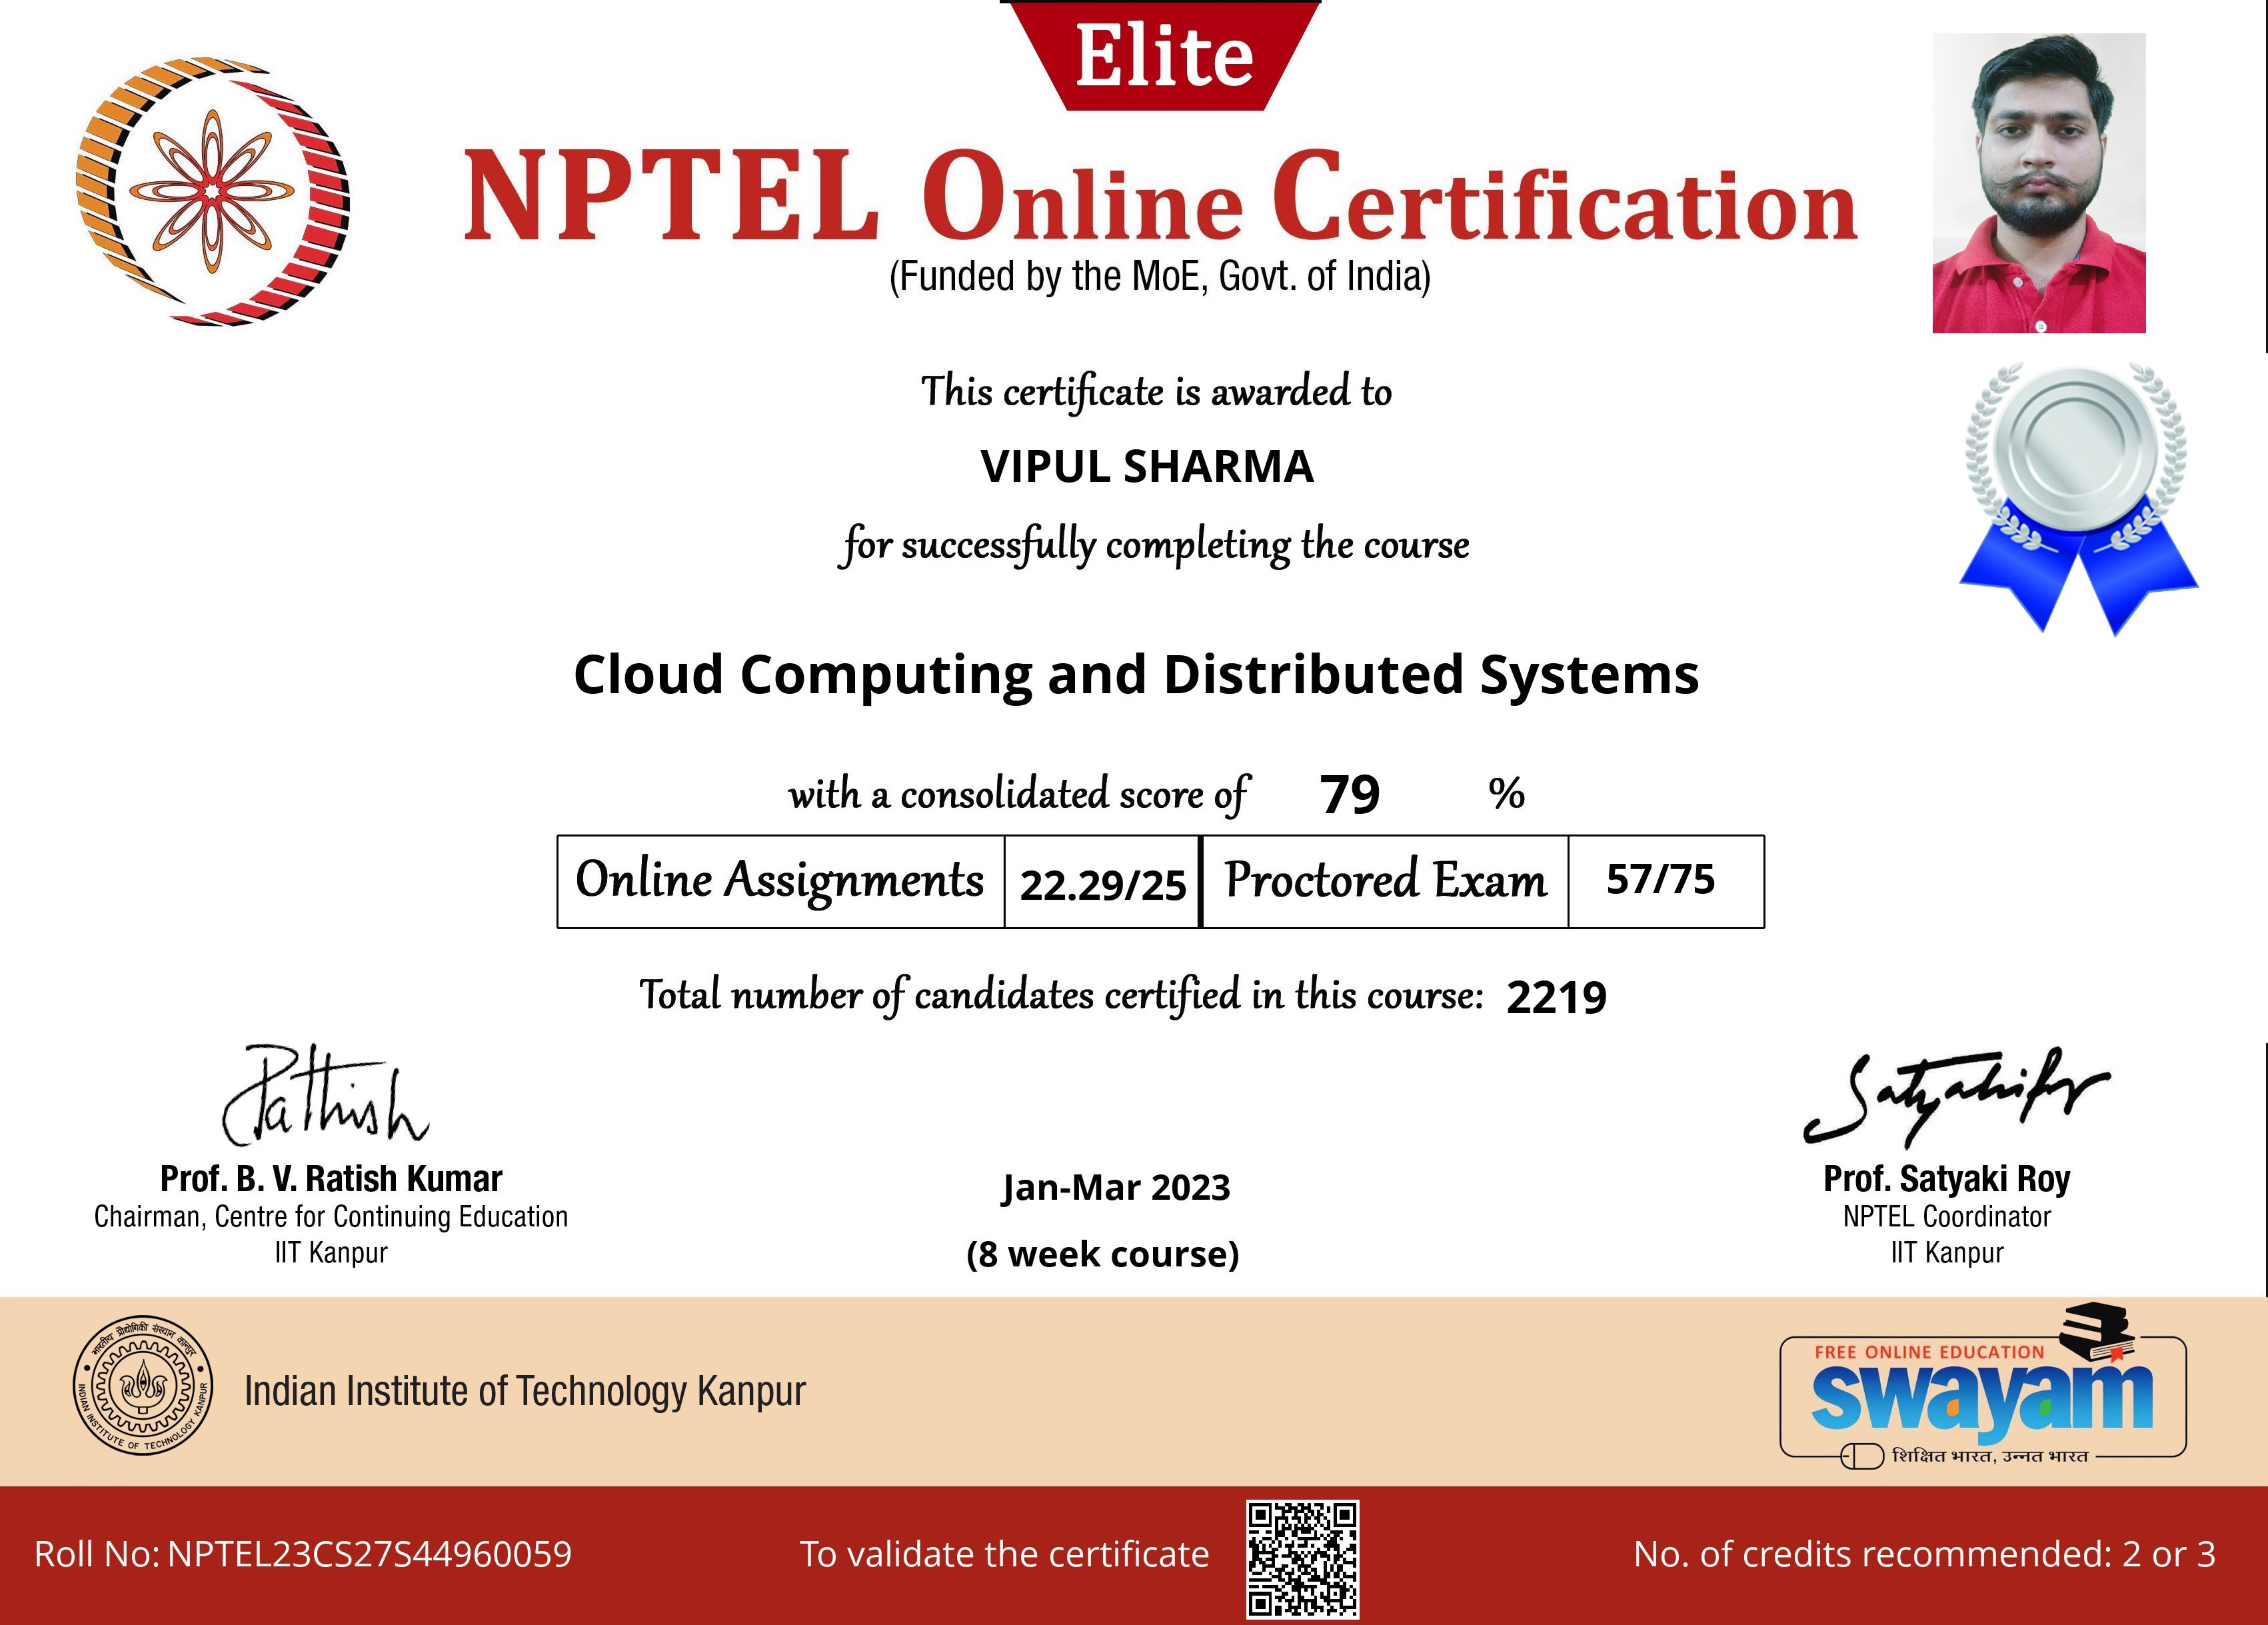 Elite
NPTEL Online Certification
(Funded by the MoE, Govt. of India)
This certificate is awarded to
VIPUL SHARMA
for successfully completing the course
Cloud Computing and Distributed Systems
with a consolidated score of 79 %
Online Assignments 22.29/25 Proctored Exam 57/75
Total number of candidates certified in this course: 2219
Prof. B. V. Ratish Kumar
Chairman, Centre for Continuing Education
IIT Kanpur
Jan-Mar 2023
(8 week course)
Prof. Satyaki Roy
NPTEL Coordinator
IIT Kanpur
भारतीय प्रौद्योगिकी संस्थान कानपुर
INDIAN INSTITUTE OF TECHNOLOGY KANPUR
Indian Institute of Technology Kanpur
FREE ONLINE EDUCATION
swayam
शिक्षित भारत, उन्नत भारत
Roll No: NPTEL23CS27S44960059
To validate the certificate
No. of credits recommended: 2 or 3